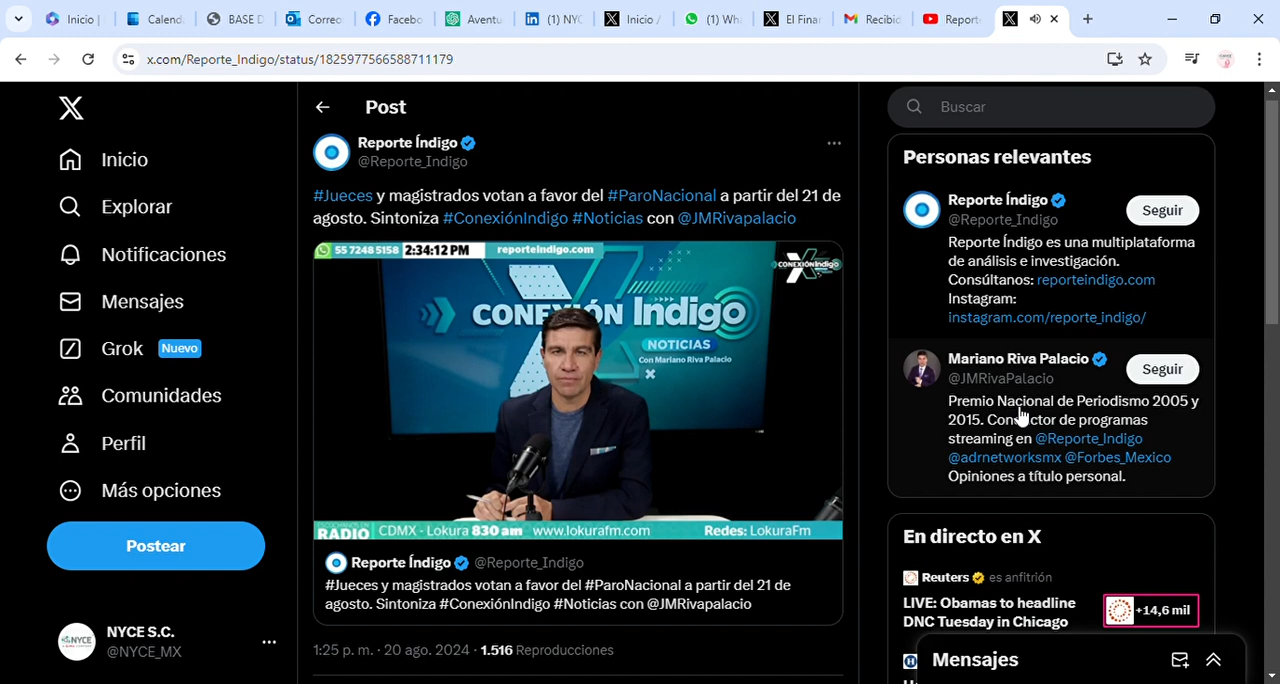 Inicio |
Calenda
BASE D
Correo
Facebo
Aventu
(1) NYC
Inicio /
(1) Wha
El Finar
Recibid
Reporte
x.com/Reporte_Indigo/status/1825977566588711179
Inicio
Explorar
Notificaciones
Mensajes
Grok Nuevo
Comunidades
Perfil
Más opciones
Postear
NYCE S.C.
@NYCE_MX
Post
Reporte Índigo
@Reporte_Indigo
#Jueces y magistrados votan a favor del #ParoNacional a partir del 21 de
agosto. Sintoniza #ConexiónIndigo #Noticias con @JMRivapalacio
55 7248 5158 2:34:12 PM reporteindigo.com
CONEXIÓN Indigo
CONEXIÓN Indigo
NOTICIAS
Con Mariano Riva Palacio
RADIO CDMX - Lokura 830 am www.lokurafm.com Redes: LokuraFm
Reporte Índigo @Reporte_Indigo
#Jueces y magistrados votan a favor del #ParoNacional a partir del 21 de
agosto. Sintoniza #ConexiónIndigo #Noticias con @JMRivapalacio
1:25 p. m. · 20 ago. 2024 · 1.516 Reproducciones
Buscar
Personas relevantes
Reporte Índigo
@Reporte_Indigo
Seguir
Reporte Índigo es una multiplataforma
de análisis e investigación.
Consúltanos: reporteindigo.com
Instagram:
instagram.com/reporte_indigo/
Mariano Riva Palacio
@JMRivaPalacio
Seguir
Premio Nacional de Periodismo 2005 y
2015. Conductor de programas
streaming en @Reporte_Indigo
@adrnetworksmx @Forbes_Mexico
Opiniones a título personal.
En directo en X
Reuters es anfitrión
LIVE: Obamas to headline
DNC Tuesday in Chicago
+14,6 mil
Mensajes